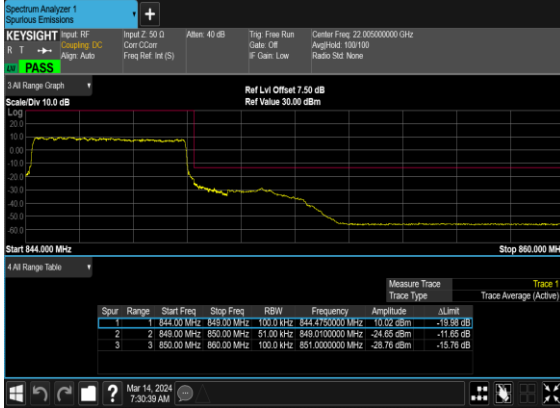 Spectrum Analyzer 1
Spurious Emissions
+
KEYSIGHT Input: RF Input Z: 50 Ω Atten: 40 dB Trig: Free Run Center Freq: 22.005000000 GHz
R T Coupling: DC Corr CCorr Gate: Off Avg|Hold: 100/100
Align: Auto Freq Ref: Int (S) IF Gain: Low Radio Std: None
LXI PASS
3 All Range Graph
Ref Lvl Offset 7.50 dB
Scale/Div 10.0 dB Ref Value 30.00 dBm
Log
20.0
10.0
0.00
-10.0
-20.0
-30.0
-40.0
-50.0
-60.0
Start 844.000 MHz Stop 860.000 MH
4 All Range Table
Measure Trace Trace 1
Trace Type Trace Average (Active)
Spur Range Start Freq Stop Freq RBW Frequency Amplitude ΔLimit
1 1 844.00 MHz 849.00 MHz 100.0 kHz 844.4750000 MHz 10.02 dBm -19.98 dB
2 2 849.00 MHz 850.00 MHz 51.00 kHz 849.0100000 MHz -24.65 dBm -11.65 dB
3 3 850.00 MHz 860.00 MHz 100.0 kHz 851.0000000 MHz -28.76 dBm -15.76 dB
?
Mar 14, 2024
7:30:39 AM